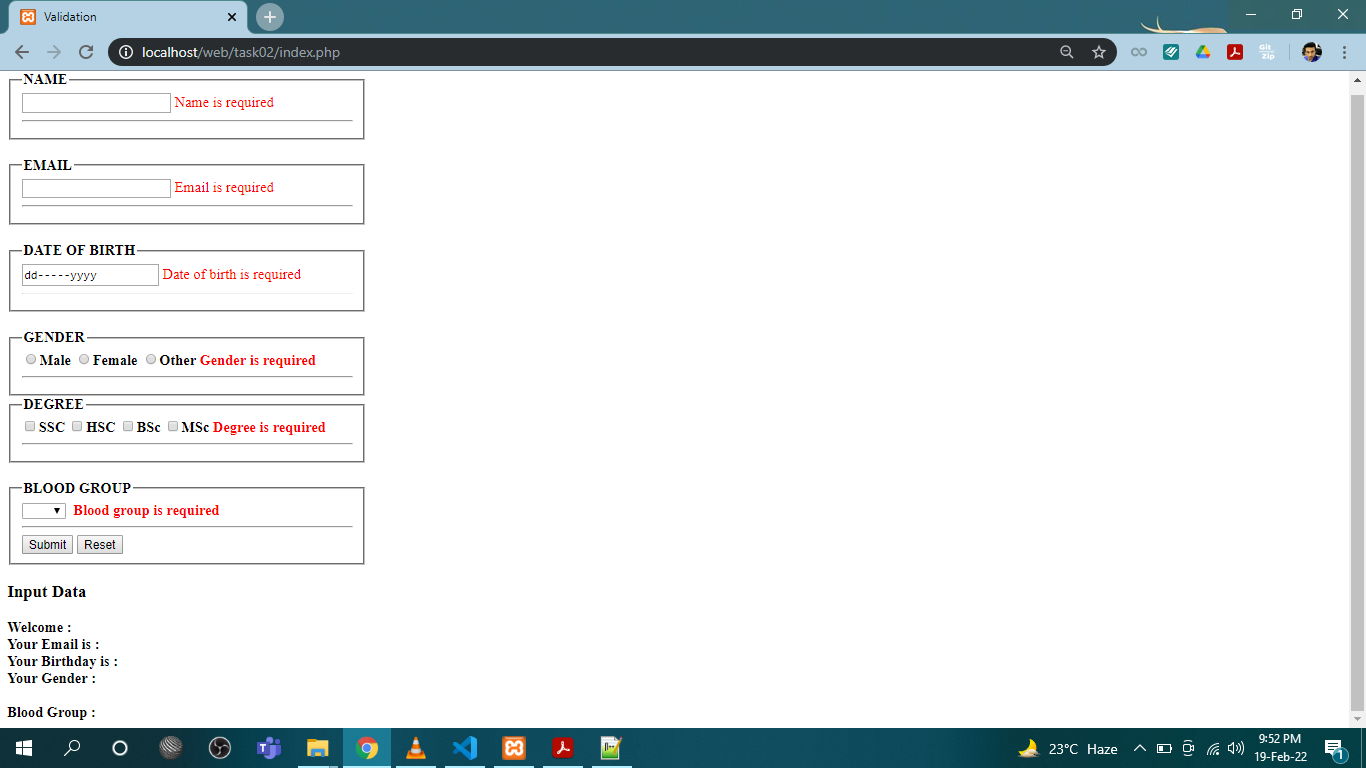 Validation
localhost/web/task02/index.php
Git Zip
NAME
Name is required
EMAIL
Email is required
DATE OF BIRTH
dd-----yyyy Date of birth is required
GENDER
Male Female Other Gender is required
DEGREE
SSC HSC BSc MSc Degree is required
BLOOD GROUP
Blood group is required
Submit Reset
Input Data
Welcome :
Your Email is :
Your Birthday is :
Your Gender :
Blood Group :
23°C Haze
9:52 PM
19-Feb-22
1